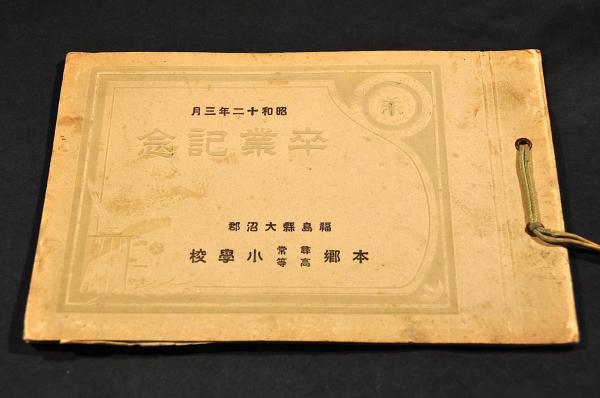 昭和十二年三月
卒業記念
福島縣大沼郡
本郷尋常高等小學校